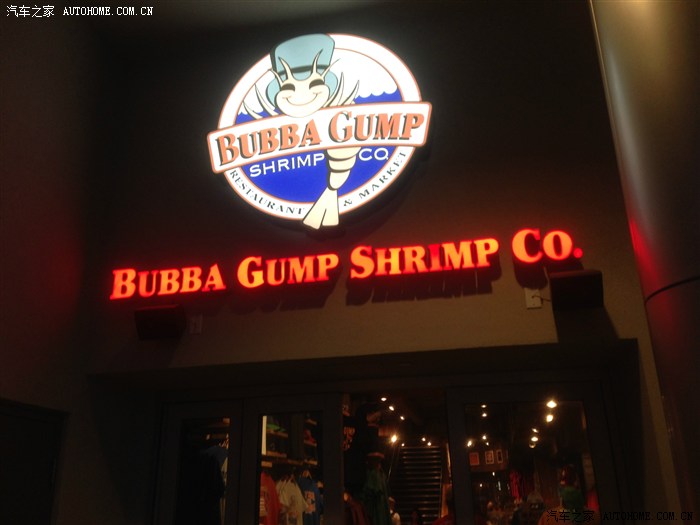 汽车之家 AUTOHOME.COM.CN
BUBBA GUMP
SHRIMP CO
RESTAURANT & MARKET
BUBBA GUMP SHRIMP CO.
汽车之家 AUTOHOME.COM.CN